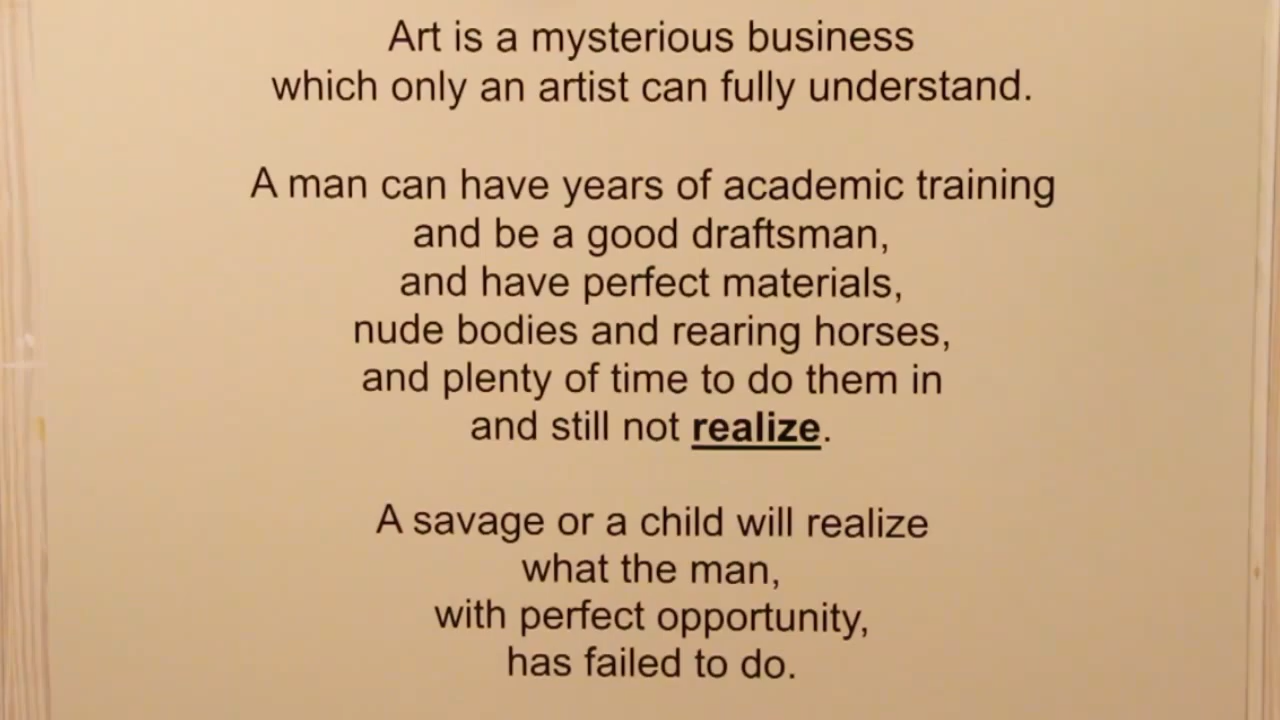 Art is a mysterious business
which only an artist can fully understand.
A man can have years of academic training
and be a good draftsman,
and have perfect materials,
nude bodies and rearing horses,
and plenty of time to do them in
and still not realize.
A savage or a child will realize
what the man,
with perfect opportunity,
has failed to do.